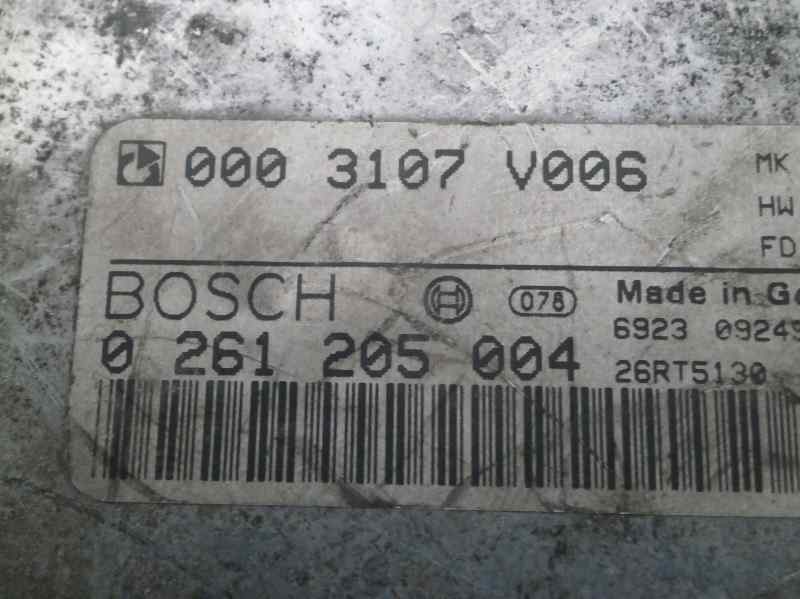 000 3107 V006 MK
HW
FD
BOSCH 078 Made in
0 261 205 004 6923
26RT5130